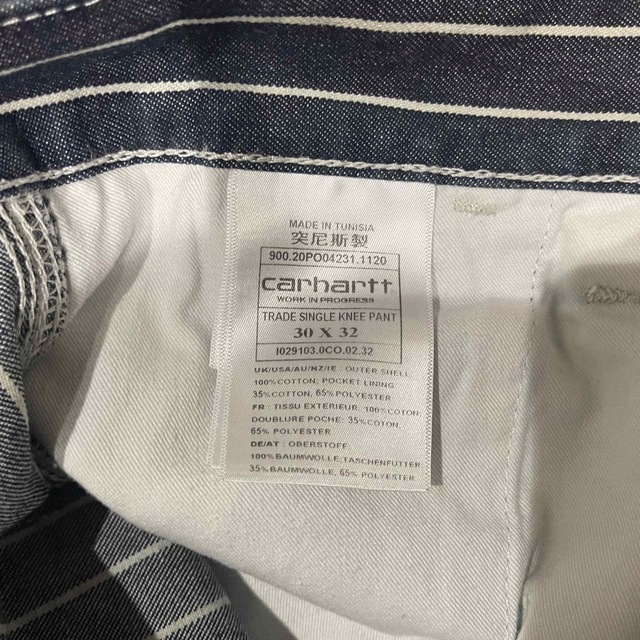 MADE IN TUNISIA
突尼斯製
900.20PO04231.1120
carhartt
WORK IN PROGRESS
TRADE SINGLE KNEE PANT
30 X 32
I029103.0CO.02.32
UK/USA/AU/NZ/IE : OUTER SHELL
100%COTTON; POCKET LINING
35%COTTON, 65%POLYESTER
FR : TISSU EXTERIEUR: 100%COTON,
DOUBLURE POCHE: 35%COTON,
65% POLYESTER
DE/AT : OBERSTOFF:
100%BAUMWOLLE;TASCHENFUTTER
35%BAUMWOLLE, 65% POLYESTER